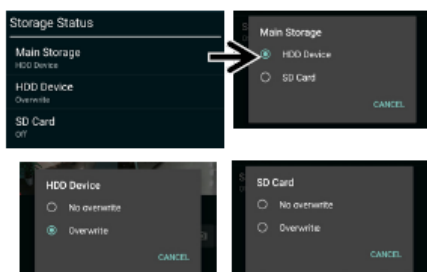 Storage Status
Main Storage
HDD Device
HDD Device
Overwrite
SD Card
Off
Main Storage
HDD Device
SD Card
CANCEL
HDD Device
No overwrite
Overwrite
CANCEL
SD Card
No overwrite
Overwrite
CANCEL